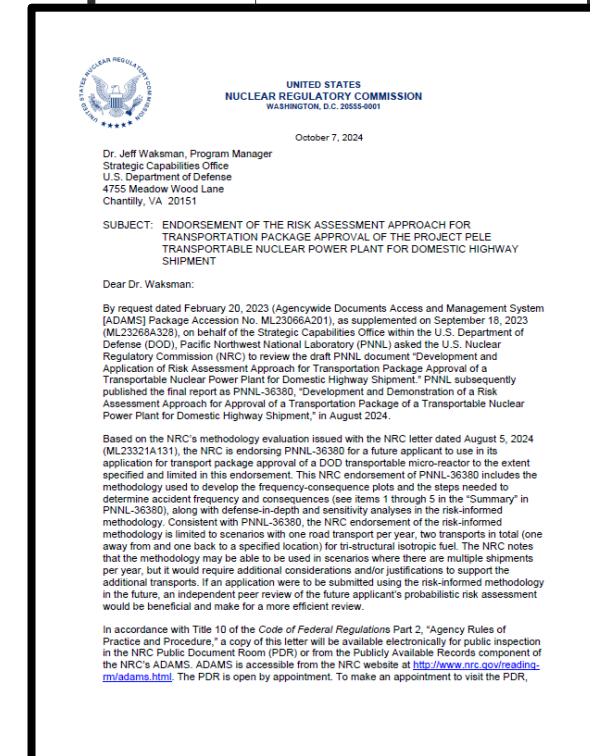 UNITED STATES NUCLEAR REGULATORY COMMISSION
UNITED STATES
NUCLEAR REGULATORY COMMISSION
WASHINGTON, D.C. 20555-0001
October 7, 2024
Dr. Jeff Waksman, Program Manager
Strategic Capabilities Office
U.S. Department of Defense
4755 Meadow Wood Lane
Chantilly, VA 20151
SUBJECT: ENDORSEMENT OF THE RISK ASSESSMENT APPROACH FOR
TRANSPORTATION PACKAGE APPROVAL OF THE PROJECT PELE
TRANSPORTABLE NUCLEAR POWER PLANT FOR DOMESTIC HIGHWAY
SHIPMENT
Dear Dr. Waksman:
By request dated February 20, 2023 (Agencywide Documents Access and Management System
[ADAMS] Package Accession No. ML23066A201), as supplemented on September 18, 2023
(ML23268A328), on behalf of the Strategic Capabilities Office within the U.S. Department of
Defense (DOD), Pacific Northwest National Laboratory (PNNL) asked the U.S. Nuclear
Regulatory Commission (NRC) to review the draft PNNL document “Development and
Application of Risk Assessment Approach for Transportation Package Approval of a
Transportable Nuclear Power Plant for Domestic Highway Shipment.” PNNL subsequently
published the final report as PNNL-36380, “Development and Demonstration of a Risk
Assessment Approach for Approval of a Transportation Package of a Transportable Nuclear
Power Plant for Domestic Highway Shipment,” in August 2024.
Based on the NRC’s methodology evaluation issued with the NRC letter dated August 5, 2024
(ML23321A131), the NRC is endorsing PNNL-36380 for a future applicant to use in its
application for transport package approval of a DOD transportable micro-reactor to the extent
specified and limited in this endorsement. This NRC endorsement of PNNL-36380 includes the
methodology used to develop the frequency-consequence plots and the steps needed to
determine accident frequency and consequences (see items 1 through 5 in the “Summary” in
PNNL-36380), along with defense-in-depth and sensitivity analyses in the risk-informed
methodology. Consistent with PNNL-36380, the NRC endorsement of the risk-informed
methodology is limited to scenarios with one road transport per year, two transports in total (one
away from and one back to a specified location) for tri-structural isotropic fuel. The NRC notes
that the methodology may be able to be used in scenarios where there are multiple shipments
per year, but it would require additional considerations and/or justifications to support the
additional transports. If an application were to be submitted using the risk-informed methodology
in the future, an independent peer review of the future applicant’s probabilistic risk assessment
would be beneficial and make for a more efficient review.
In accordance with Title 10 of the Code of Federal Regulations Part 2, “Agency Rules of
Practice and Procedure,” a copy of this letter will be available electronically for public inspection
in the NRC Public Document Room (PDR) or from the Publicly Available Records component of
the NRC’s ADAMS. ADAMS is accessible from the NRC website at http://www.nrc.gov/reading-
rm/adams.html. The PDR is open by appointment. To make an appointment to visit the PDR,